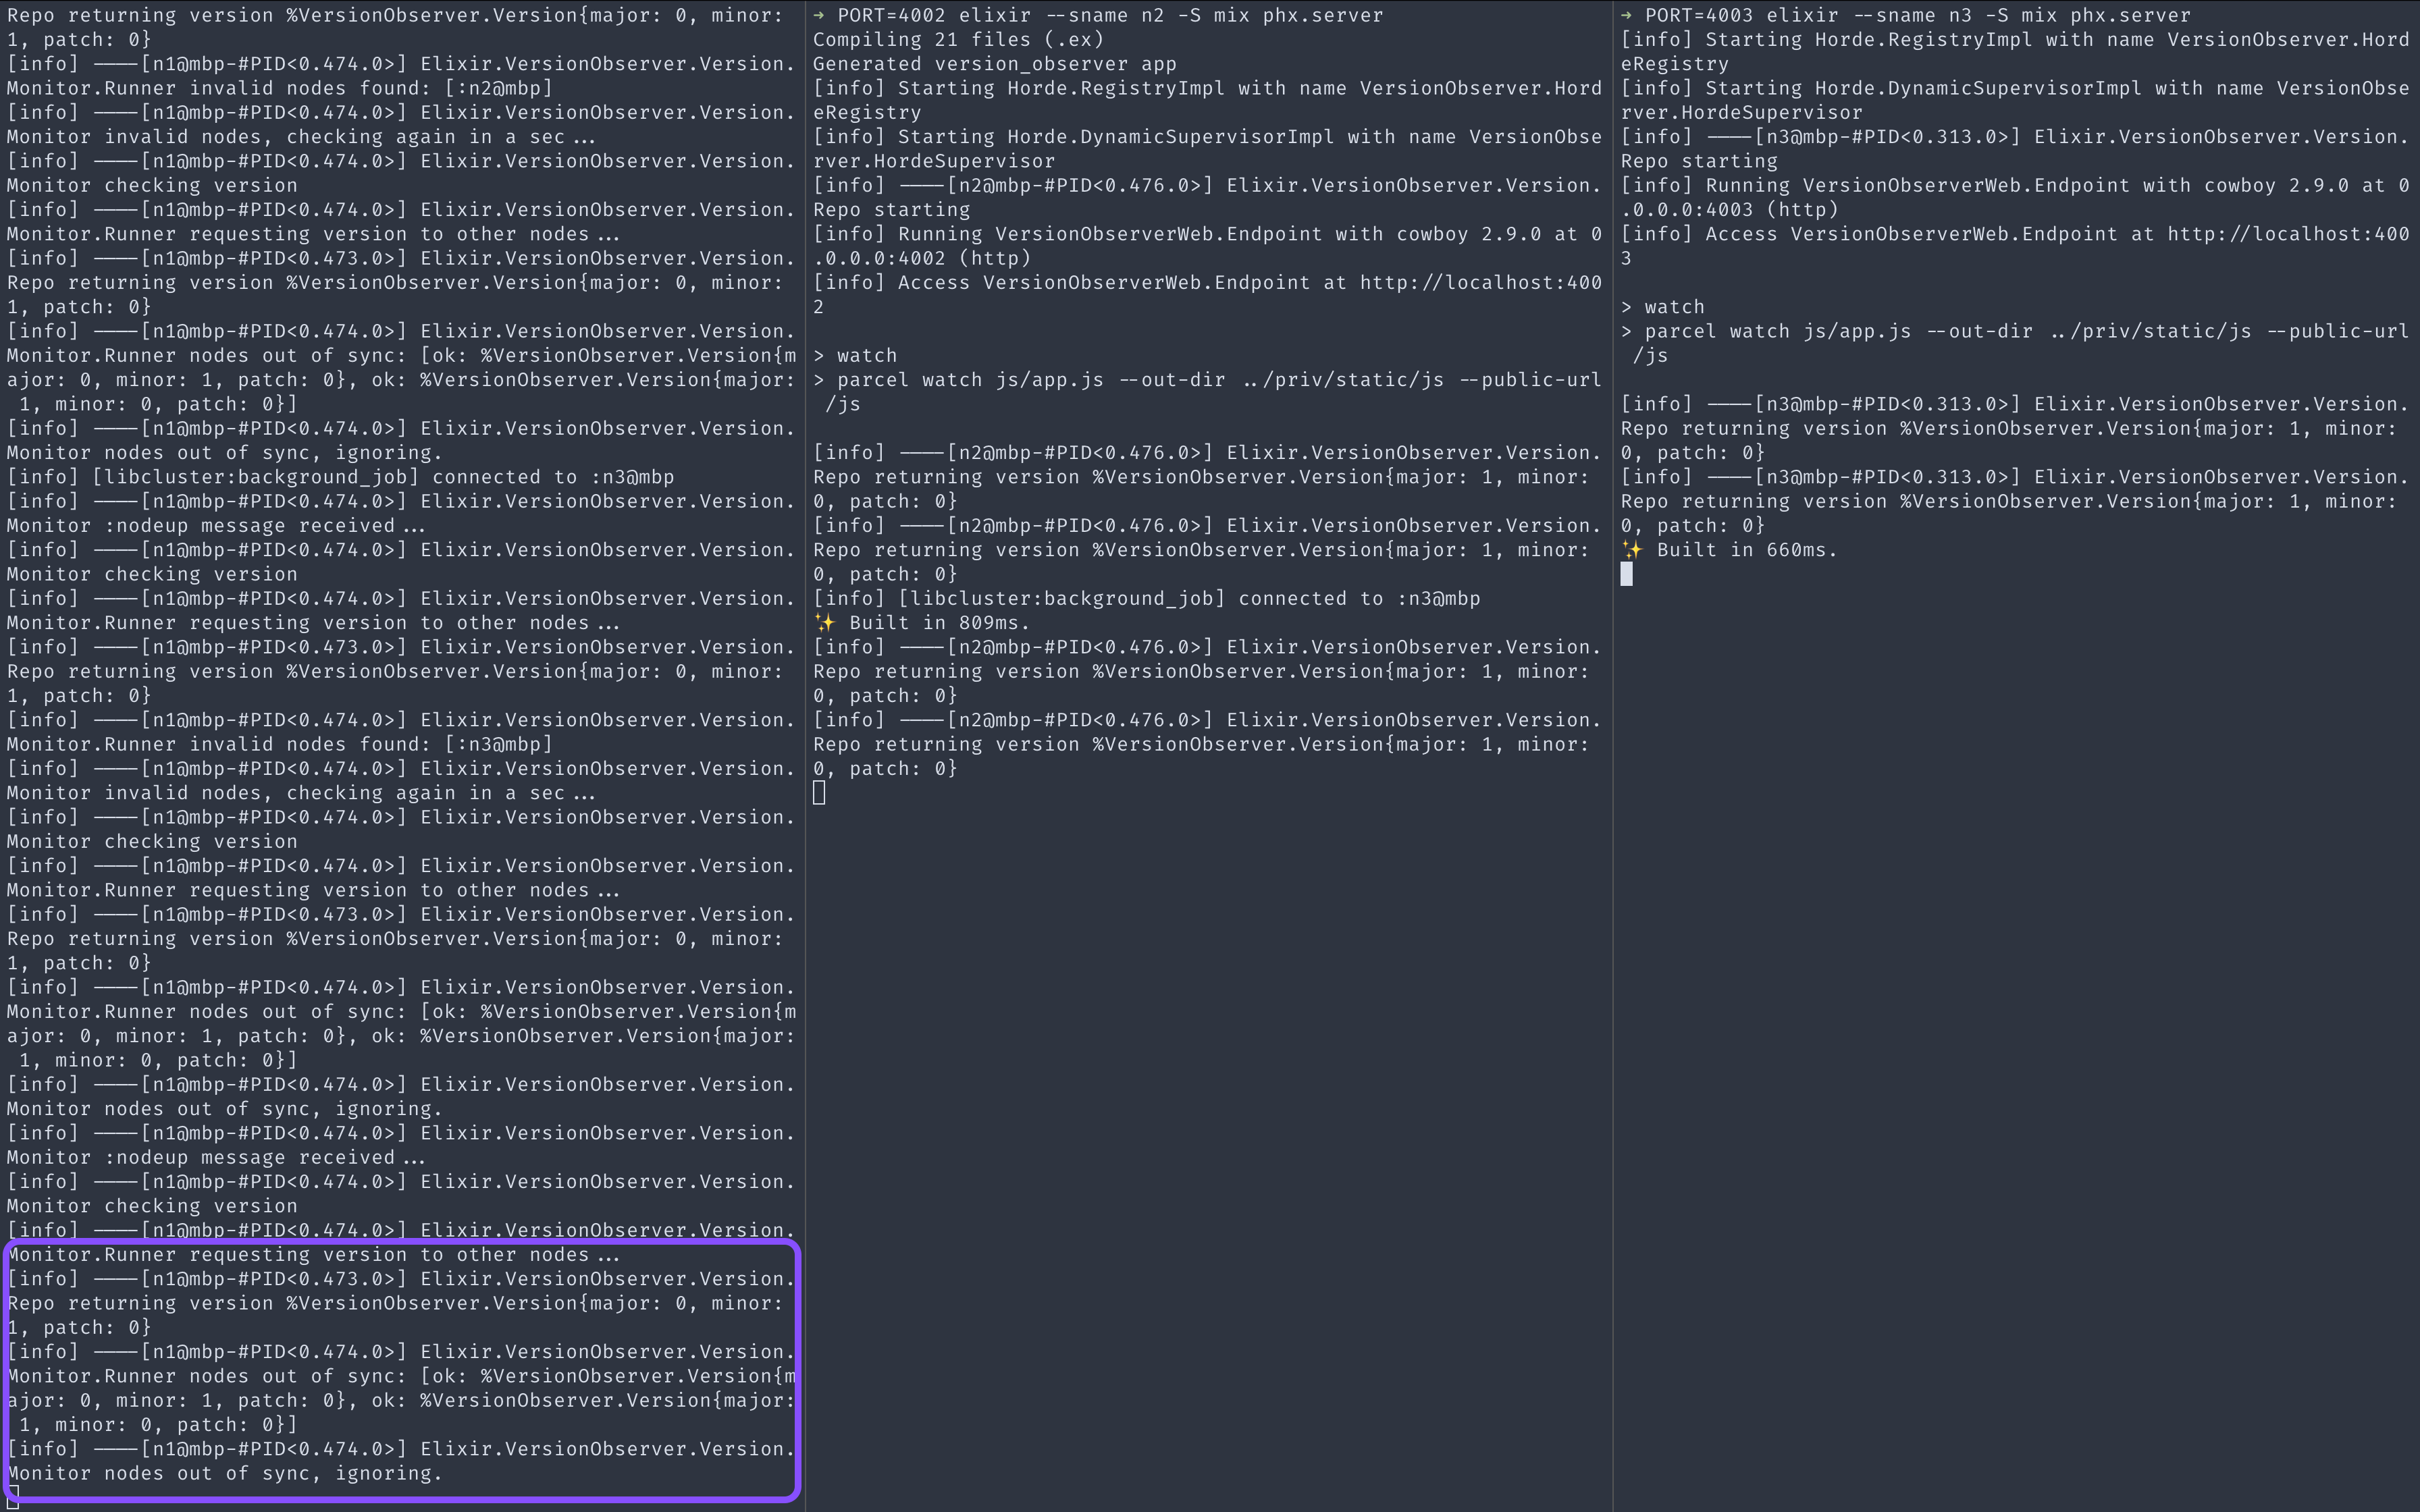 Repo returning version %VersionObserver.Version{major: 0, minor:
1, patch: 0}
[info] ————[n1@mbp-#PID<0.474.0>] Elixir.VersionObserver.Version.
Monitor.Runner invalid nodes found: [:n2@mbp]
[info] ————[n1@mbp-#PID<0.474.0>] Elixir.VersionObserver.Version.
Monitor invalid nodes, checking again in a sec...
[info] ————[n1@mbp-#PID<0.474.0>] Elixir.VersionObserver.Version.
Monitor checking version
[info] ————[n1@mbp-#PID<0.474.0>] Elixir.VersionObserver.Version.
Monitor.Runner requesting version to other nodes...
[info] ————[n1@mbp-#PID<0.473.0>] Elixir.VersionObserver.Version.
Repo returning version %VersionObserver.Version{major: 0, minor:
1, patch: 0}
[info] ————[n1@mbp-#PID<0.474.0>] Elixir.VersionObserver.Version.
Monitor.Runner nodes out of sync: [ok: %VersionObserver.Version{m
ajor: 0, minor: 1, patch: 0}, ok: %VersionObserver.Version{major:
 1, minor: 0, patch: 0}]
[info] ————[n1@mbp-#PID<0.474.0>] Elixir.VersionObserver.Version.
Monitor nodes out of sync, ignoring.
[info] [libcluster:background_job] connected to :n3@mbp
[info] ————[n1@mbp-#PID<0.474.0>] Elixir.VersionObserver.Version.
Monitor :nodeup message received...
[info] ————[n1@mbp-#PID<0.474.0>] Elixir.VersionObserver.Version.
Monitor checking version
[info] ————[n1@mbp-#PID<0.474.0>] Elixir.VersionObserver.Version.
Monitor.Runner requesting version to other nodes...
[info] ————[n1@mbp-#PID<0.473.0>] Elixir.VersionObserver.Version.
Repo returning version %VersionObserver.Version{major: 0, minor:
1, patch: 0}
[info] ————[n1@mbp-#PID<0.474.0>] Elixir.VersionObserver.Version.
Monitor.Runner invalid nodes found: [:n3@mbp]
[info] ————[n1@mbp-#PID<0.474.0>] Elixir.VersionObserver.Version.
Monitor invalid nodes, checking again in a sec...
[info] ————[n1@mbp-#PID<0.474.0>] Elixir.VersionObserver.Version.
Monitor checking version
[info] ————[n1@mbp-#PID<0.474.0>] Elixir.VersionObserver.Version.
Monitor.Runner requesting version to other nodes...
[info] ————[n1@mbp-#PID<0.473.0>] Elixir.VersionObserver.Version.
Repo returning version %VersionObserver.Version{major: 0, minor:
1, patch: 0}
[info] ————[n1@mbp-#PID<0.474.0>] Elixir.VersionObserver.Version.
Monitor.Runner nodes out of sync: [ok: %VersionObserver.Version{m
ajor: 0, minor: 1, patch: 0}, ok: %VersionObserver.Version{major:
 1, minor: 0, patch: 0}]
[info] ————[n1@mbp-#PID<0.474.0>] Elixir.VersionObserver.Version.
Monitor nodes out of sync, ignoring.
[info] ————[n1@mbp-#PID<0.474.0>] Elixir.VersionObserver.Version.
Monitor :nodeup message received...
[info] ————[n1@mbp-#PID<0.474.0>] Elixir.VersionObserver.Version.
Monitor checking version
[info] ————[n1@mbp-#PID<0.474.0>] Elixir.VersionObserver.Version.
Monitor.Runner requesting version to other nodes...
[info] ————[n1@mbp-#PID<0.473.0>] Elixir.VersionObserver.Version.
Repo returning version %VersionObserver.Version{major: 0, minor:
1, patch: 0}
[info] ————[n1@mbp-#PID<0.474.0>] Elixir.VersionObserver.Version.
Monitor.Runner nodes out of sync: [ok: %VersionObserver.Version{m
ajor: 0, minor: 1, patch: 0}, ok: %VersionObserver.Version{major:
 1, minor: 0, patch: 0}]
[info] ————[n1@mbp-#PID<0.474.0>] Elixir.VersionObserver.Version.
Monitor nodes out of sync, ignoring.
→ PORT=4002 elixir --sname n2 -S mix phx.server
Compiling 21 files (.ex)
Generated version_observer app
[info] Starting Horde.RegistryImpl with name VersionObserver.Hord
eRegistry
[info] Starting Horde.DynamicSupervisorImpl with name VersionObse
rver.HordeSupervisor
[info] ————[n2@mbp-#PID<0.476.0>] Elixir.VersionObserver.Version.
Repo starting
[info] Running VersionObserverWeb.Endpoint with cowboy 2.9.0 at 0
.0.0.0:4002 (http)
[info] Access VersionObserverWeb.Endpoint at http://localhost:400
2
> watch
> parcel watch js/app.js --out-dir ../priv/static/js --public-url
 /js
[info] ————[n2@mbp-#PID<0.476.0>] Elixir.VersionObserver.Version.
Repo returning version %VersionObserver.Version{major: 1, minor:
0, patch: 0}
[info] ————[n2@mbp-#PID<0.476.0>] Elixir.VersionObserver.Version.
Repo returning version %VersionObserver.Version{major: 1, minor:
0, patch: 0}
[info] [libcluster:background_job] connected to :n3@mbp
✨ Built in 809ms.
[info] ————[n2@mbp-#PID<0.476.0>] Elixir.VersionObserver.Version.
Repo returning version %VersionObserver.Version{major: 1, minor:
0, patch: 0}
[info] ————[n2@mbp-#PID<0.476.0>] Elixir.VersionObserver.Version.
Repo returning version %VersionObserver.Version{major: 1, minor:
0, patch: 0}
→ PORT=4003 elixir --sname n3 -S mix phx.server
[info] Starting Horde.RegistryImpl with name VersionObserver.Hord
eRegistry
[info] Starting Horde.DynamicSupervisorImpl with name VersionObse
rver.HordeSupervisor
[info] ————[n3@mbp-#PID<0.313.0>] Elixir.VersionObserver.Version.
Repo starting
[info] Running VersionObserverWeb.Endpoint with cowboy 2.9.0 at 0
.0.0.0:4003 (http)
[info] Access VersionObserverWeb.Endpoint at http://localhost:400
3
> watch
> parcel watch js/app.js --out-dir ../priv/static/js --public-url
 /js
[info] ————[n3@mbp-#PID<0.313.0>] Elixir.VersionObserver.Version.
Repo returning version %VersionObserver.Version{major: 1, minor:
0, patch: 0}
[info] ————[n3@mbp-#PID<0.313.0>] Elixir.VersionObserver.Version.
Repo returning version %VersionObserver.Version{major: 1, minor:
0, patch: 0}
✨ Built in 660ms.